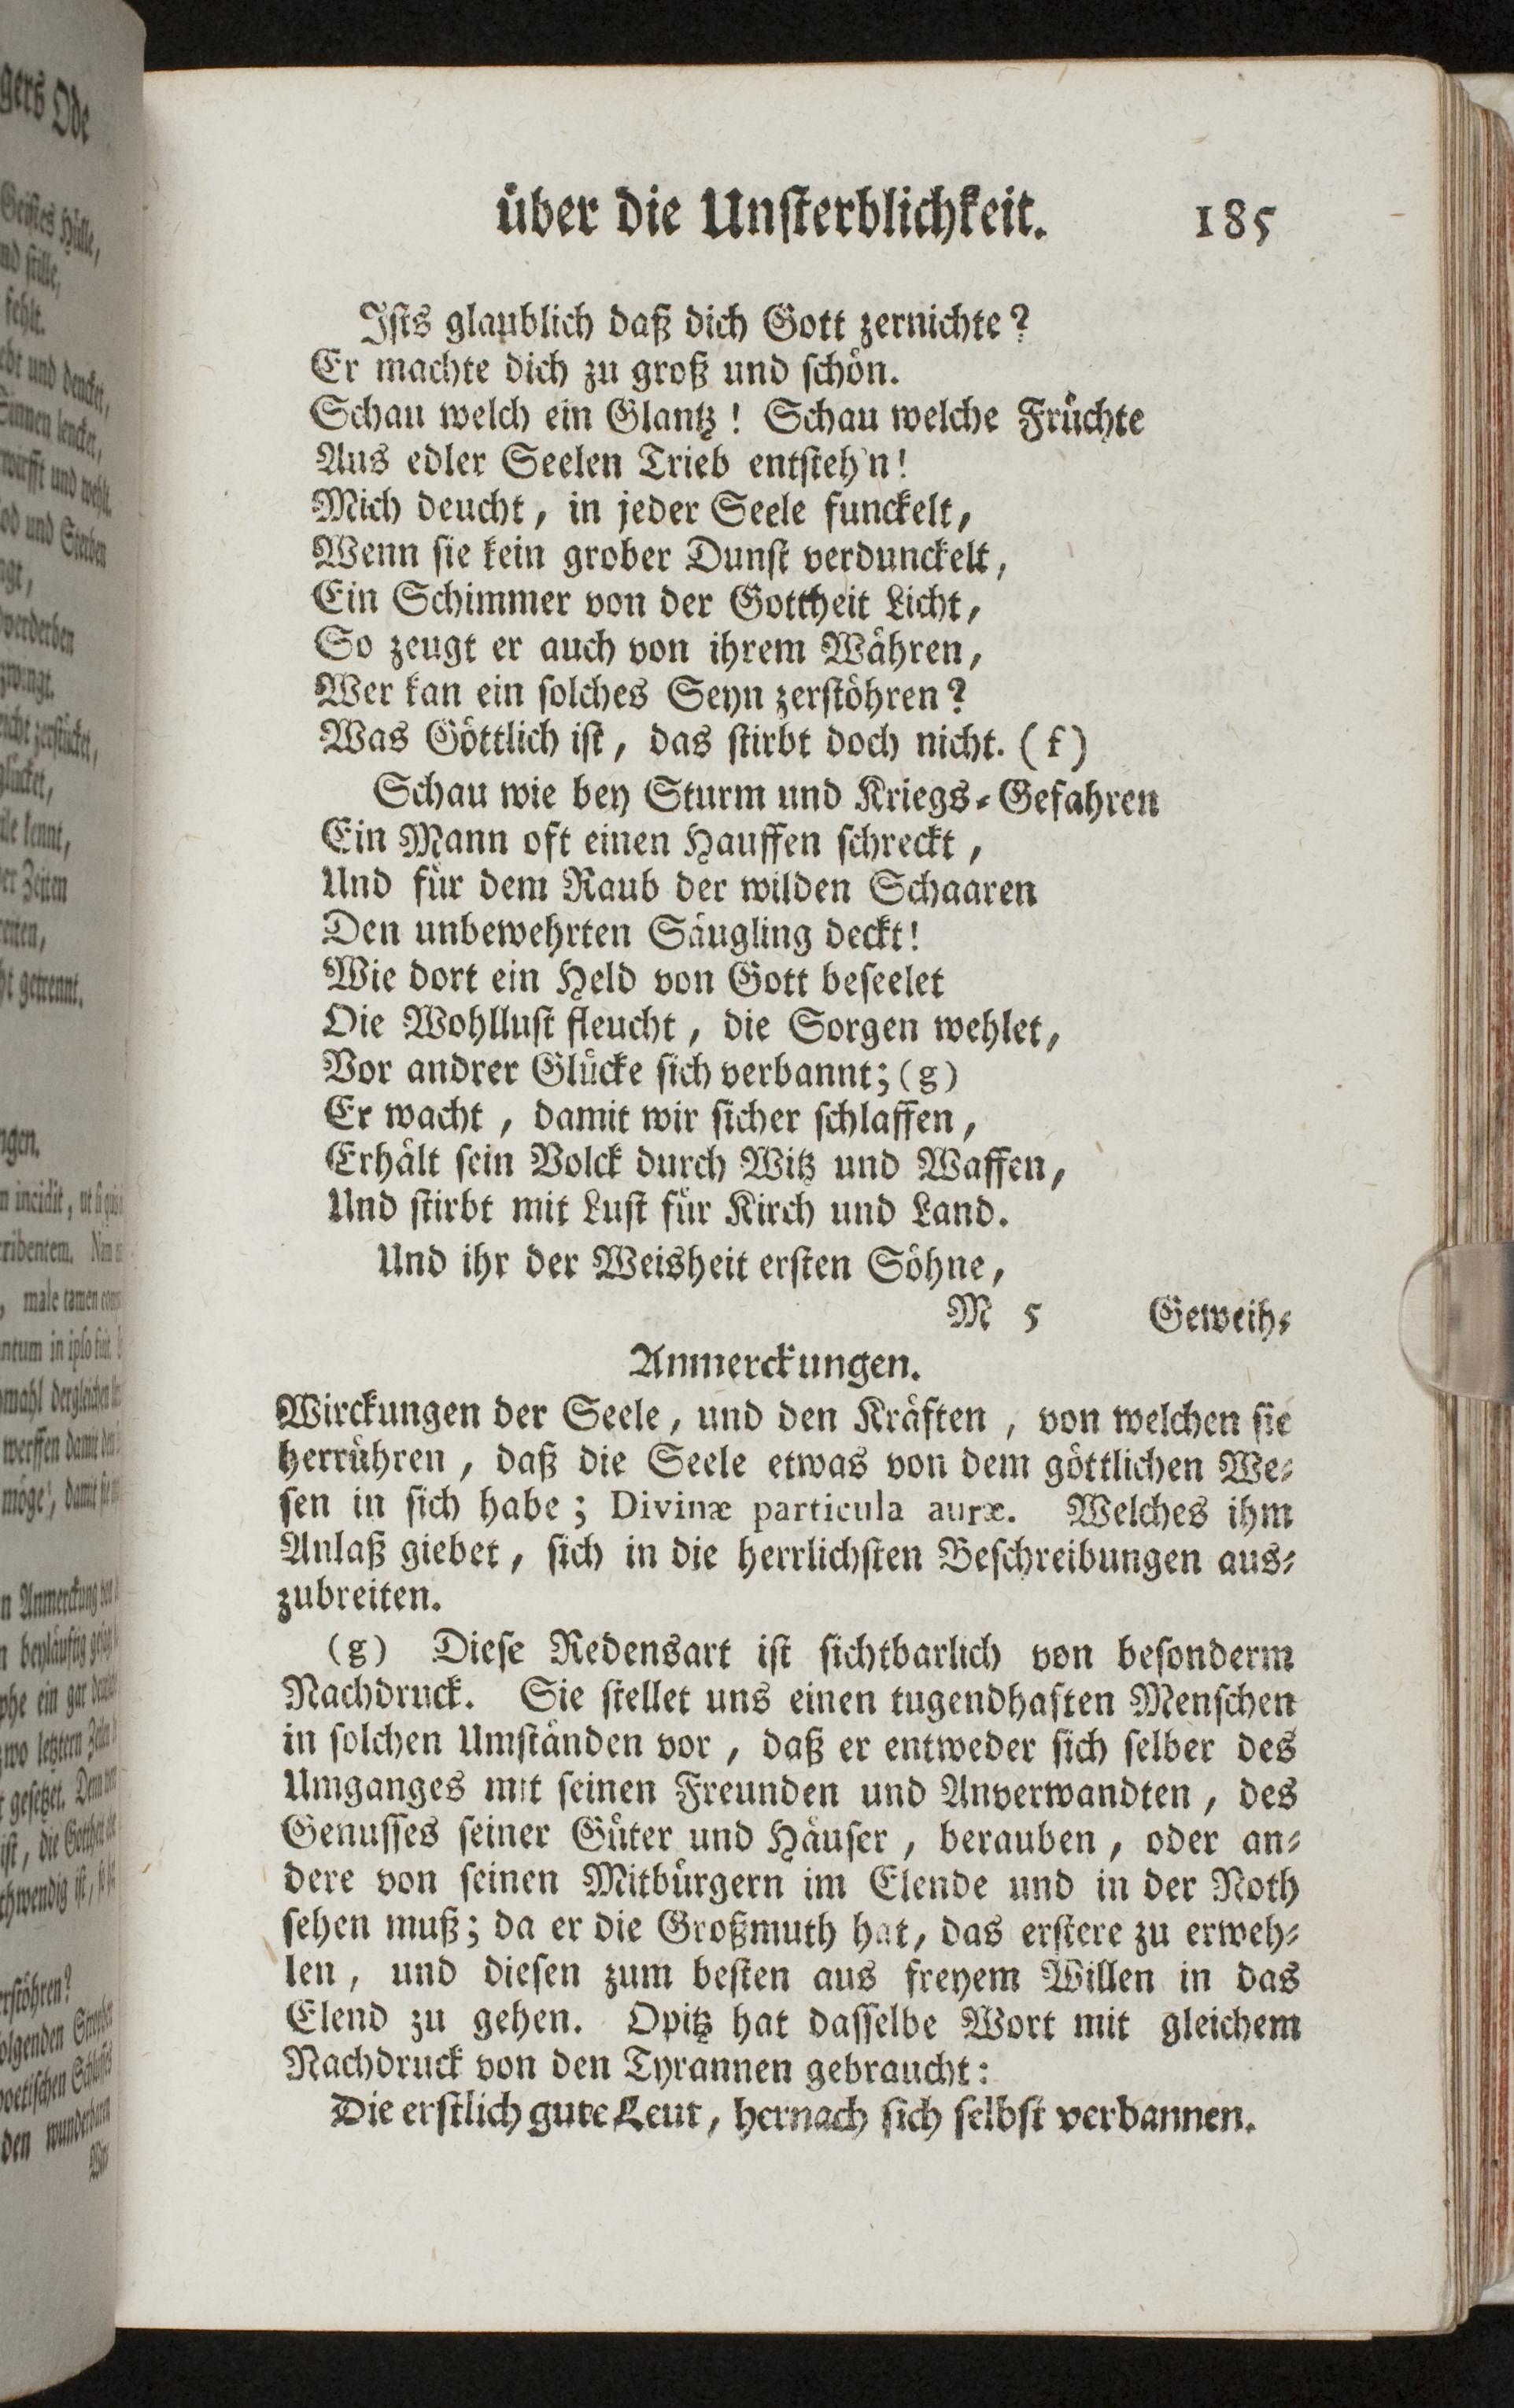 über die Unsterblichkeit. 185
Ists glaublich daß dich Gott zernichte?
Er machte dich zu groß und schön.
Schau welch ein Glantz! Schau welche Früchte
Aus edler Seelen Trieb entsteh'n!
Mich deucht, in jeder Seele funckelt,
Wenn sie kein grober Dunst verdunckelt,
Ein Schimmer von der Gottheit Licht,
So zeugt er auch von ihrem Währen,
Wer kan ein solches Seyn zerstöhren?
Was Göttlich ist, das stirbt doch nicht. (f)
Schau wie bey Sturm und Kriegs-Gefahren
Ein Mann oft einen Hauffen schreckt,
Und für dem Raub der wilden Schaaren
Den unbewehrten Säugling deckt!
Wie dort ein Held von Gott beseelet
Die Wohllust fleucht, die Sorgen wehlet,
Vor andrer Glücke sich verbannt; (g)
Er wacht, damit wir sicher schlaffen,
Erhält sein Volck durch Witz und Waffen,
Und stirbt mit Lust für Kirch und Land.
Und ihr der Weisheit ersten Söhne,
M 5 Geweih-
Anmerckungen.
Wirckungen der Seele, und den Kräften, von welchen sie
herrühren, daß die Seele etwas von dem göttlichen We-
sen in sich habe; Divinæ particula auræ. Welches ihm
Anlaß giebet, sich in die herrlichsten Beschreibungen aus-
zubreiten.
(g) Diese Redensart ist sichtbarlich von besonderm
Nachdruck. Sie stellet uns einen tugendhaften Menschen
in solchen Umständen vor, daß er entweder sich selber des
Umganges mit seinen Freunden und Anverwandten, des
Genusses seiner Güter und Häuser, berauben, oder an-
dere von seinen Mitbürgern im Elende und in der Noth
sehen muß; da er die Großmuth hat, das erstere zu erweh-
len, und diesen zum besten aus freyem Willen in das
Elend zu gehen. Opitz hat dasselbe Wort mit gleichem
Nachdruck von den Tyrannen gebraucht:
Die erstlich gute Leut, hernach sich selbst verbannen.